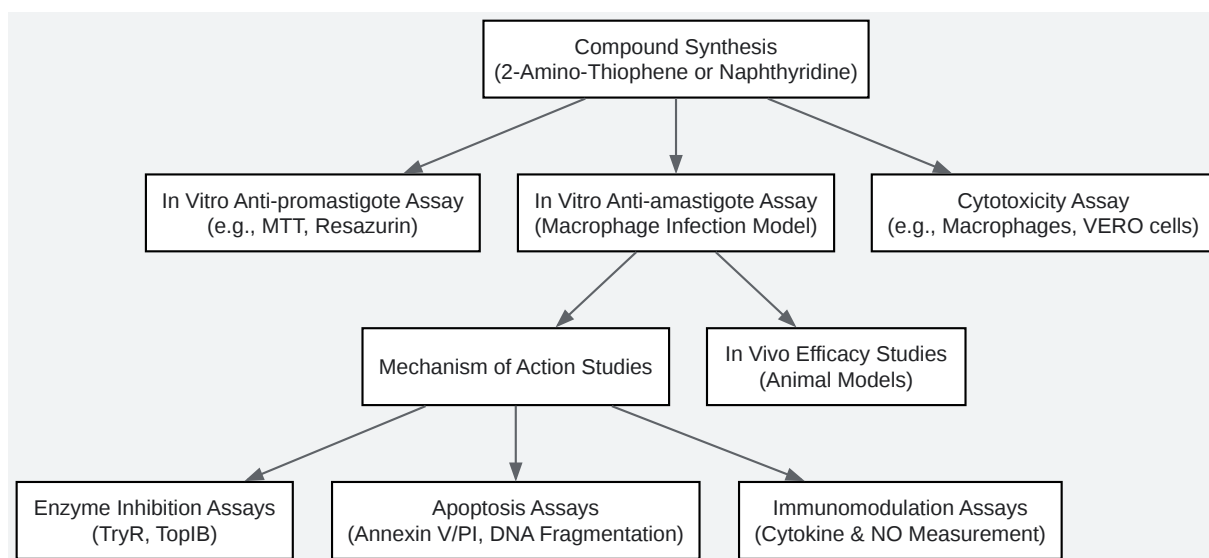 Compound Synthesis
(2-Amino-Thiophene or Naphthyridine)
In Vitro Anti-promastigote Assay
(e.g., MTT, Resazurin)
In Vitro Anti-amastigote Assay
(Macrophage Infection Model)
Cytotoxicity Assay
(e.g., Macrophages, VERO cells)
Mechanism of Action Studies
In Vivo Efficacy Studies
(Animal Models)
Enzyme Inhibition Assays
(TryR, TopIB)
Apoptosis Assays
(Annexin V/PI, DNA Fragmentation)
Immunomodulation Assays
(Cytokine & NO Measurement)